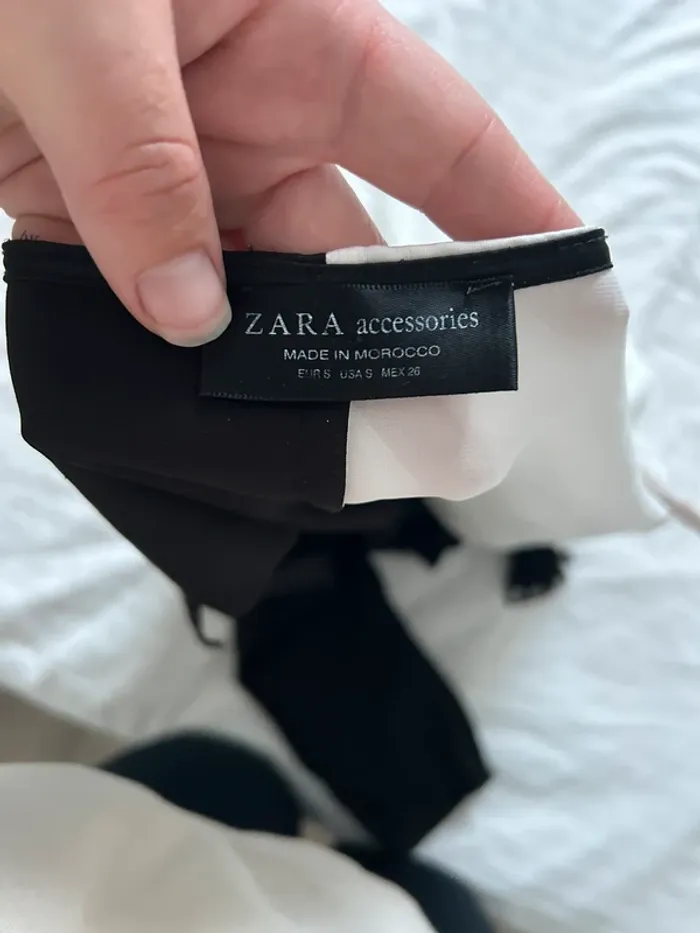 ZARA accessories
MADE IN MOROCCO
EUR S USA S MEX 26